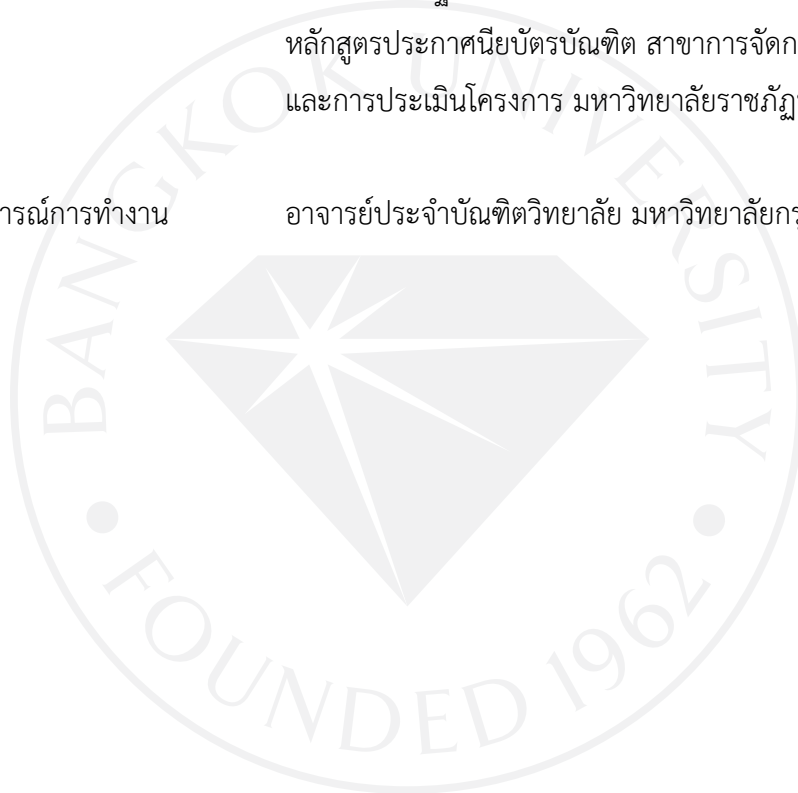 หลักสูตรประกาศนียบัตรบัณฑิต สาขาการจัดก
และการประเมินโครงการ มหาวิทยาลัยราชภัฏ
ารณ์การทำงาน อาจารย์ประจำบัณฑิตวิทยาลัย มหาวิทยาลัยกร
BANGKOK UNIVERSITY
FOUNDED 1962